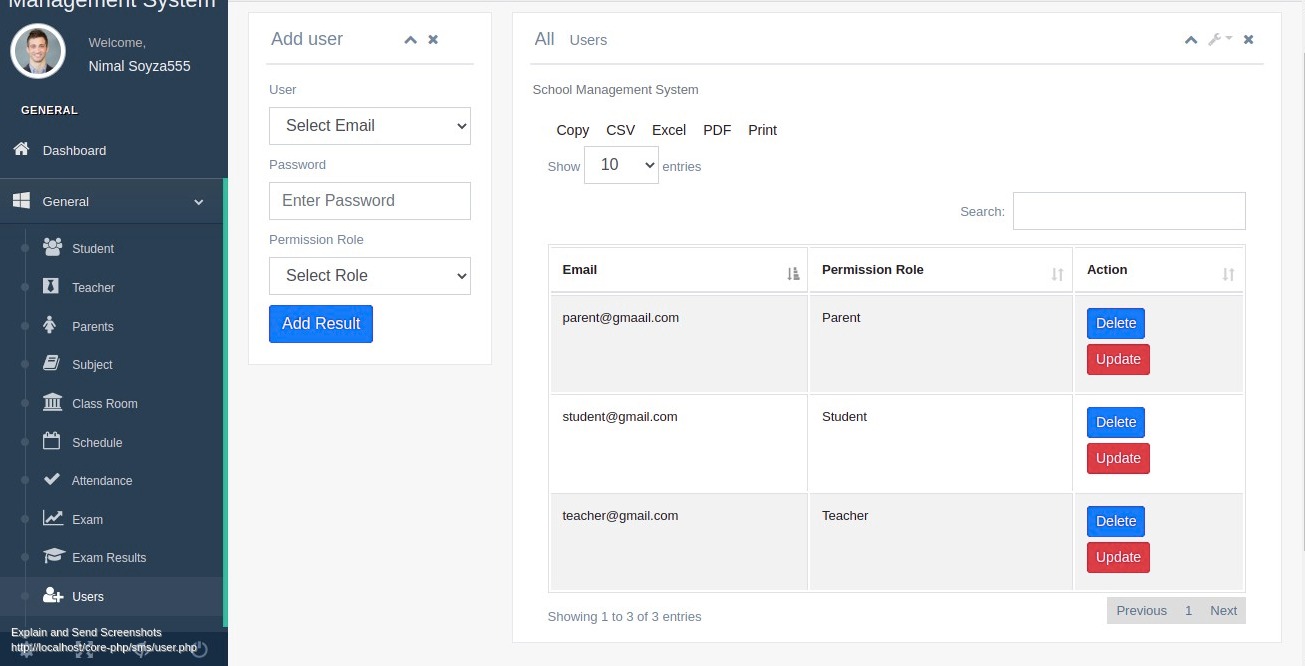 Management System
Welcome,
Nimal Soyza555
GENERAL
Dashboard
General
Student
Teacher
Parents
Subject
Class Room
Schedule
Attendance
Exam
Exam Results
Users
Explain and Send Screenshots
http://localhost/core-php/sms/user.php
Add user
User
Select Email
Password
Enter Password
Permission Role
Select Role
Add Result
All Users
School Management System
Copy CSV Excel PDF Print
Show 10 entries
Search:
Email Permission Role Action
parent@gmaail.com Parent Delete
Update
student@gmail.com Student Delete
Update
teacher@gmail.com Teacher Delete
Update
Showing 1 to 3 of 3 entries
Previous 1 Next